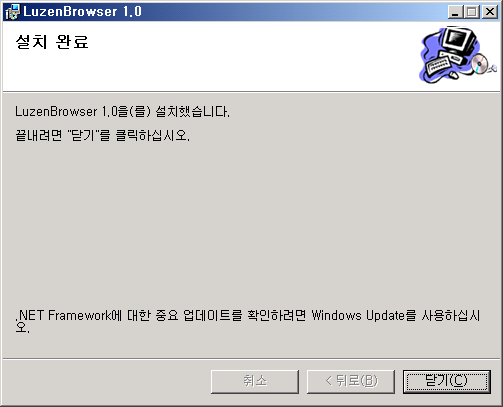 LuzenBrowser 1.0
설치 완료
LuzenBrowser 1.0을(를) 설치했습니다.
끝내려면 "닫기"를 클릭하십시오.
.NET Framework에 대한 중요 업데이트를 확인하려면 Windows Update를 사용하십시
오.
취소
< 뒤로(B)
닫기(C)